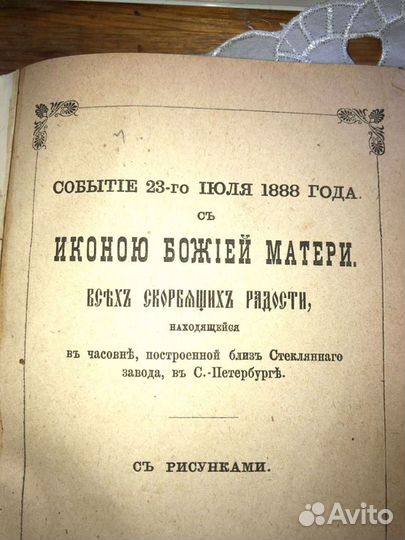 СОБЫТІЕ 23-го ІЮЛЯ 1888 ГОДА.
СЪ
ИКОНОЮ БОЖІЕЙ МАТЕРИ.
ВСѢХЪ СКОРБѦЩИХЪ РАДОСТИ,
НАХОДЯЩЕЙСЯ
въ часовнѣ, построенной близъ Стекляннаго
завода, въ С.-Петербургѣ.
СЪ РИСУНКАМИ.
Avito